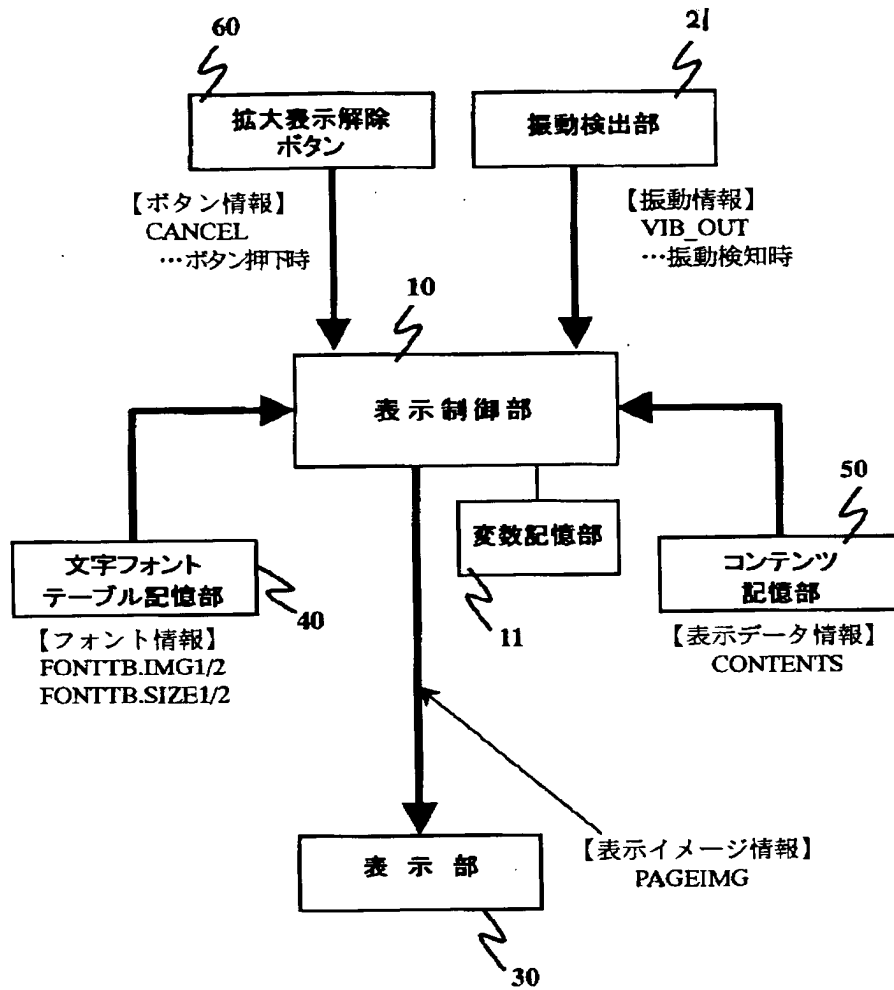 60
21
拡大表示解除
ボタン
振動検出部
【ボタン情報】
CANCEL
…ボタン押下時
【振動情報】
VIB_OUT
…振動検知時
10
表示制御部
50
変数記憶部
11
文字フォント
テーブル記憶部
40
コンテンツ
記憶部
【フォント情報】
FONTTB.IMG1/2
FONTTB.SIZE1/2
【表示データ情報】
CONTENTS
【表示イメージ情報】
PAGEIMG
表示部
30